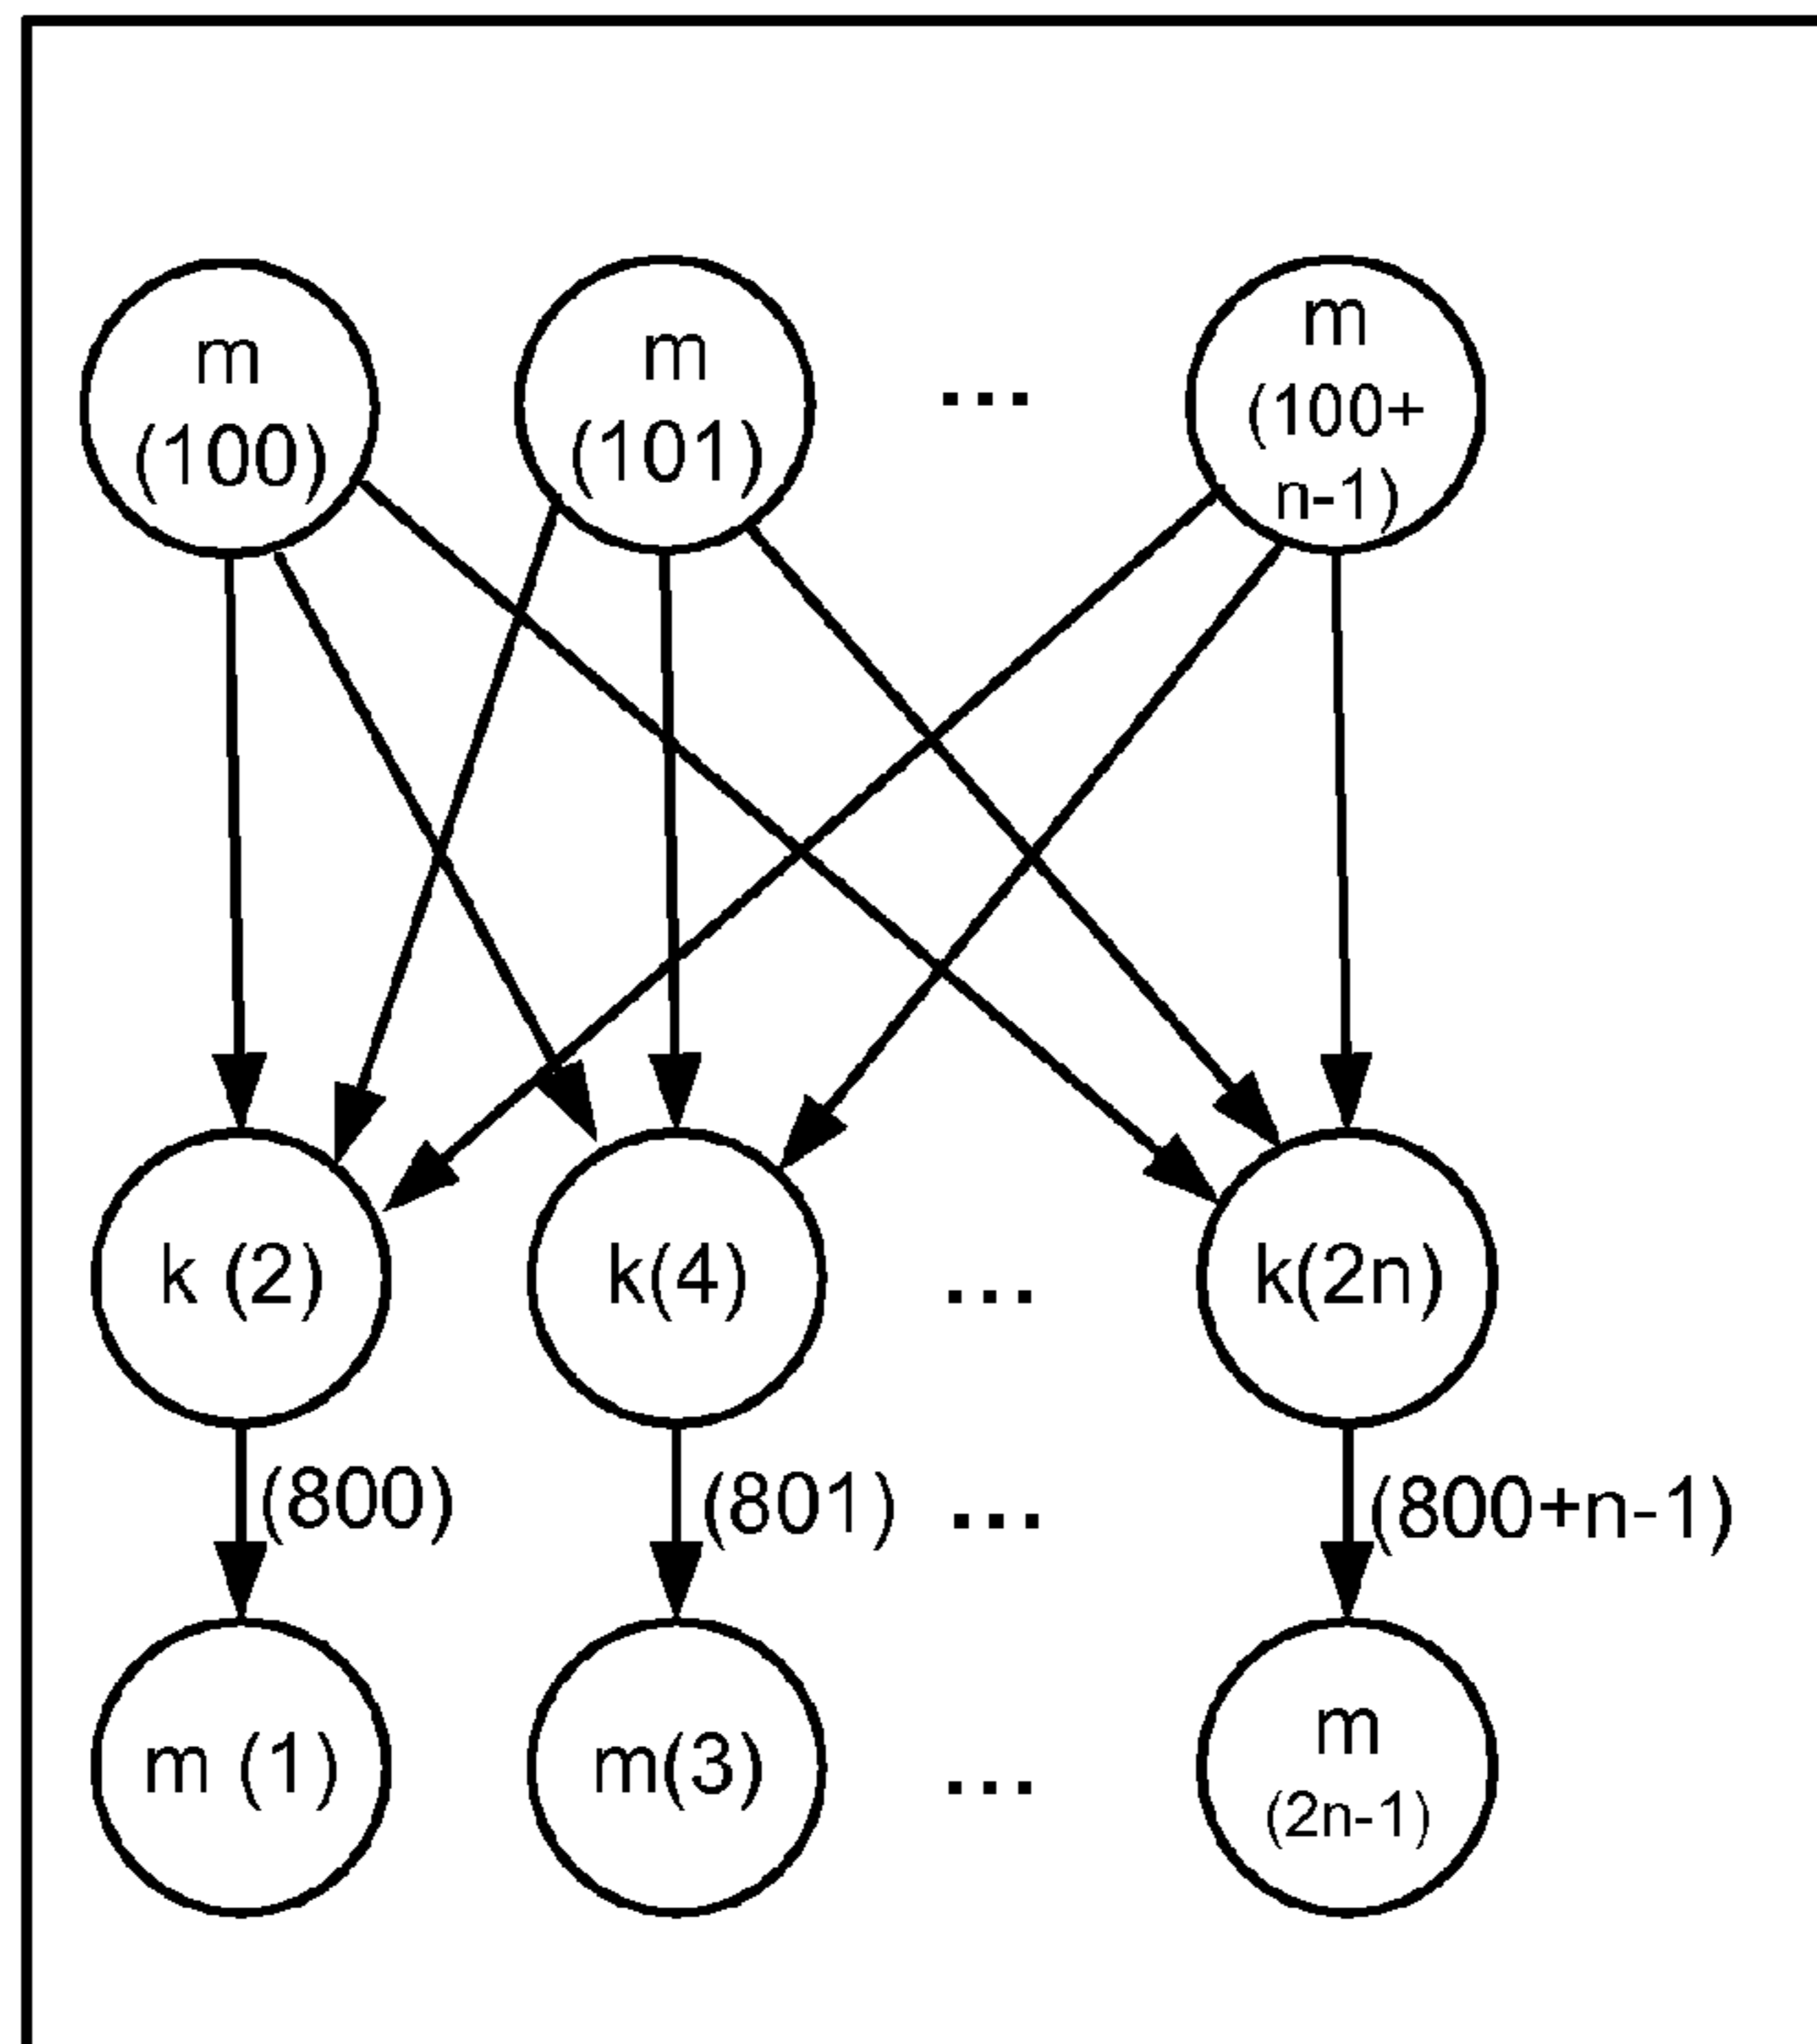 m
(100)
m
(101)
...
m
(100+
n-1)
k (2)
k(4)
...
k(2n)
(800)
(801)
...
(800+n-1)
m (1)
m(3)
...
m
(2n-1)